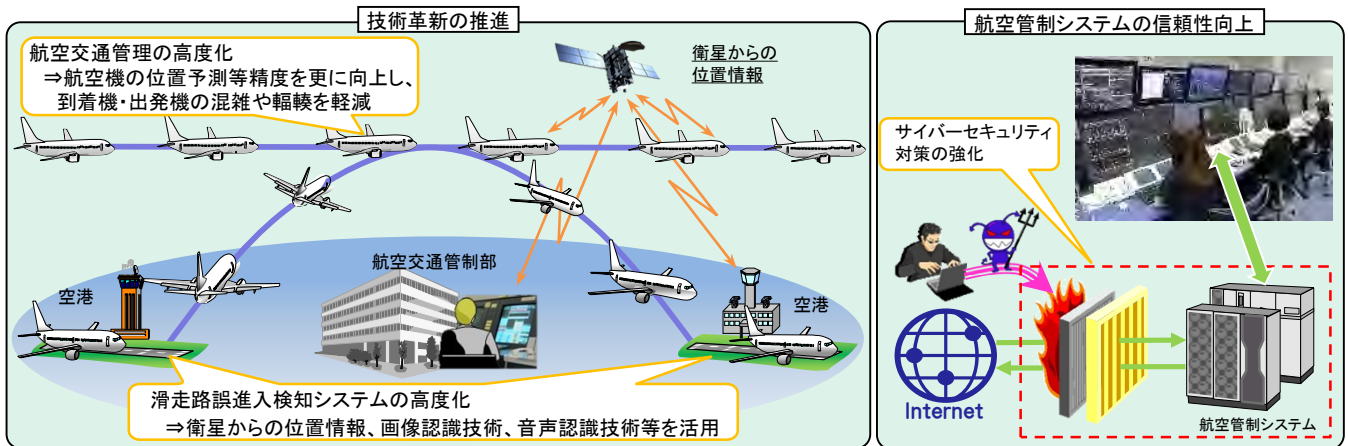 技術革新の推進
航空交通管理の高度化
⇒航空機の位置予測等精度を更に向上し、
到着機・出発機の混雑や輻輳を軽減
衛星からの
位置情報
空港
航空交通管制部
空港
滑走路誤進入検知システムの高度化
⇒衛星からの位置情報、画像認識技術、音声認識技術等を活用
航空管制システムの信頼性向上
サイバーセキュリティ
対策の強化
Internet
航空管制システム